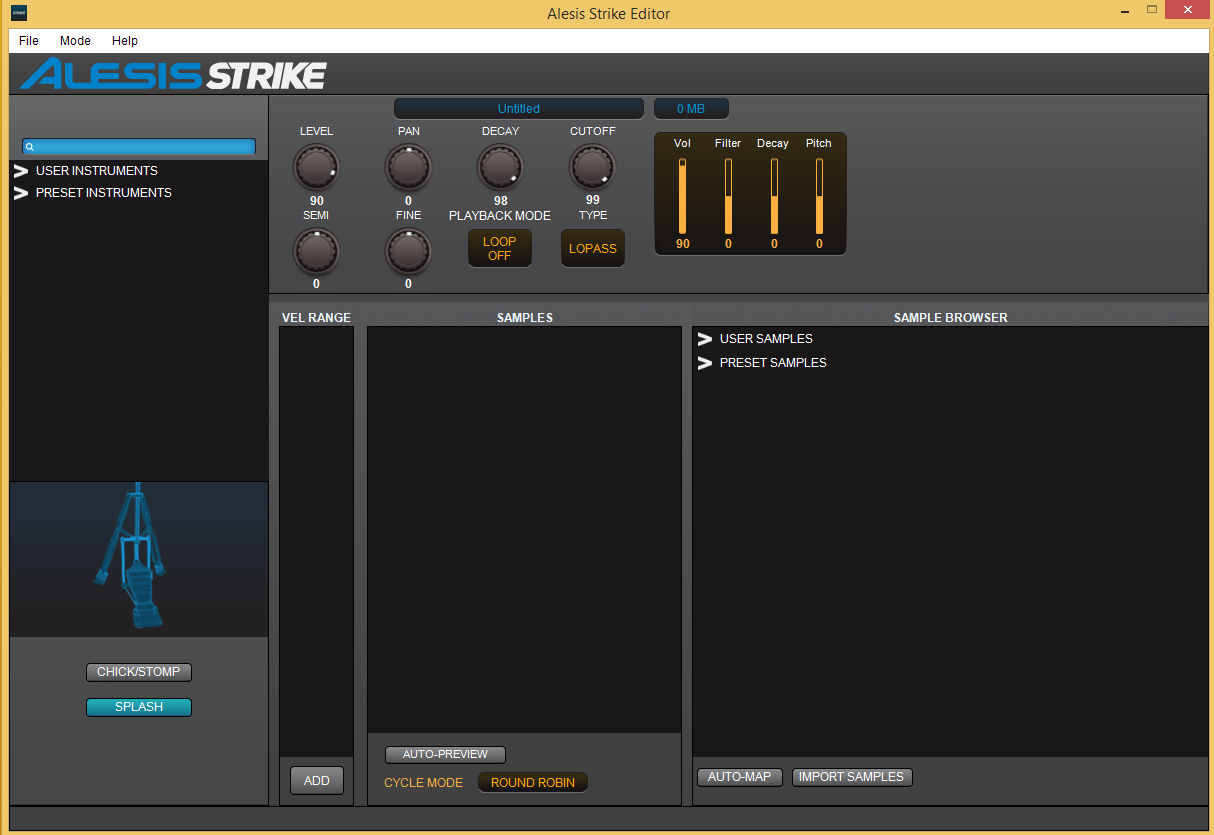 Alesis Strike Editor
File Mode Help
ALESIS STRIKE
Untitled 0 MB
LEVEL PAN DECAY CUTOFF
90 0 98 99
SEMI FINE PLAYBACK MODE TYPE
LOOP OFF LOPASS
0 0
Vol Filter Decay Pitch
90 0 0 0
USER INSTRUMENTS
PRESET INSTRUMENTS
CHICK/STOMP
SPLASH
VEL RANGE SAMPLES SAMPLE BROWSER
USER SAMPLES
PRESET SAMPLES
ADD
AUTO-PREVIEW
CYCLE MODE ROUND ROBIN
AUTO-MAP IMPORT SAMPLES